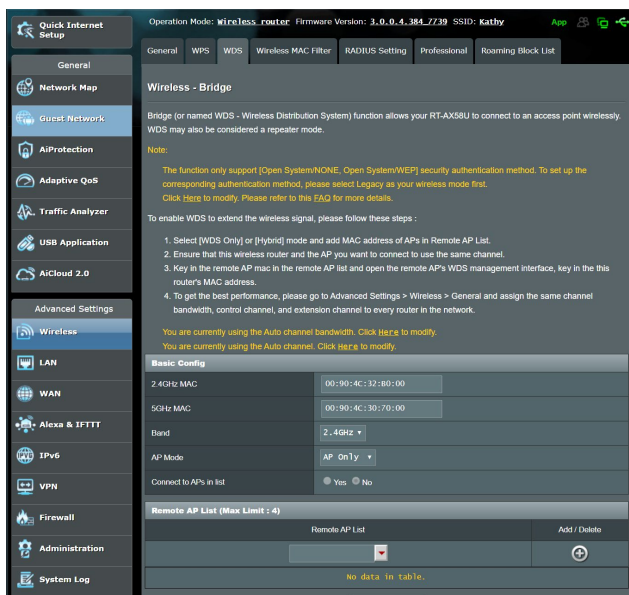 Quick Internet
Setup
Operation Mode: Wireless router Firmware Version: 3.0.0.4.384_7739 SSID: Kathy
App
General WPS WDS Wireless MAC Filter RADIUS Setting Professional Roaming Block List
General
Network Map
Guest Network
AiProtection
Adaptive QoS
Traffic Analyzer
USB Application
AiCloud 2.0
Advanced Settings
Wireless
LAN
WAN
Alexa & IFTTT
IPv6
VPN
Firewall
Administration
System Log
Wireless - Bridge
Bridge (or named WDS - Wireless Distribution System) function allows your RT-AX58U to connect to an access point wirelessly.
WDS may also be considered a repeater mode.
Note:
The function only support [Open System/NONE, Open System/WEP] security authentication method. To set up the
corresponding authentication method, please select Legacy as your wireless mode first.
Click Here to modify. Please refer to this FAQ for more details.
To enable WDS to extend the wireless signal, please follow these steps :
1. Select [WDS Only] or [Hybrid] mode and add MAC address of APs in Remote AP List.
2. Ensure that this wireless router and the AP you want to connect to use the same channel.
3. Key in the remote AP mac in the remote AP list and open the remote AP's WDS management interface, key in the this
router's MAC address.
4. To get the best performance, please go to Advanced Settings > Wireless > General and assign the same channel
bandwidth, control channel, and extension channel to every router in the network.
You are currently using the Auto channel bandwidth. Click Here to modify.
You are currently using the Auto channel. Click Here to modify.
Basic Config
2.4GHz MAC 00:90:4C:32:B0:00
5GHz MAC 00:90:4C:30:70:00
Band 2.4GHz
AP Mode AP Only
Connect to APs in list Yes No
Remote AP List (Max Limit : 4)
Remote AP List Add / Delete
No data in table.